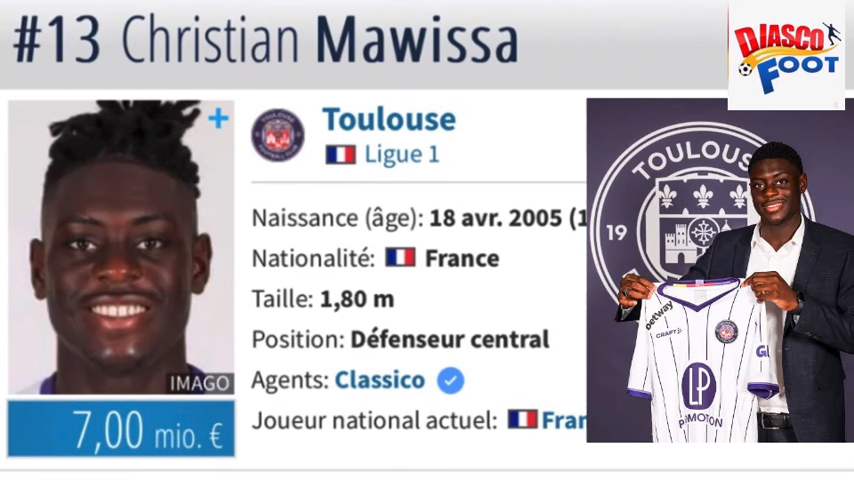 #13 Christian Mawissa
DJASCO
FOOT
+
Toulouse
Ligue 1
Naissance (âge): 18 avr. 2005 (1
Nationalité: France
Taille: 1,80 m
Position: Défenseur central
Agents: Classico
Joueur national actuel: Fran
IMAGO
7,00 mio. €
TOULOUS
19
betway
CRAFT
LP
PROMOTION